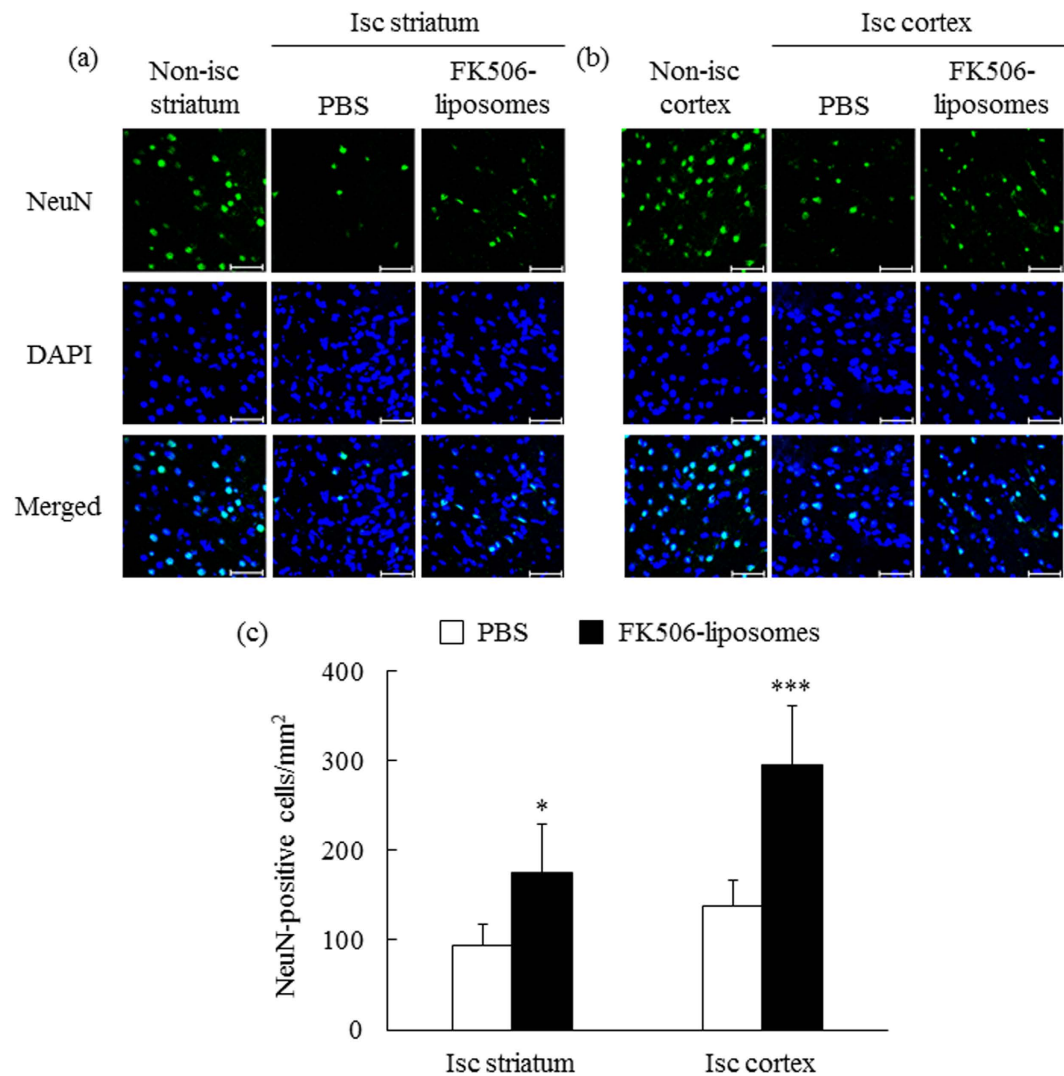 Isc striatum
Isc cortex
(a)
(b)
Non-isc
striatum
PBS
FK506-
liposomes
Non-isc
cortex
PBS
FK506-
liposomes
NeuN
DAPI
Merged
(c)
PBS
FK506-liposomes
NeuN-positive cells/mm²
400
300
200
100
0
*
***
Isc striatum
Isc cortex